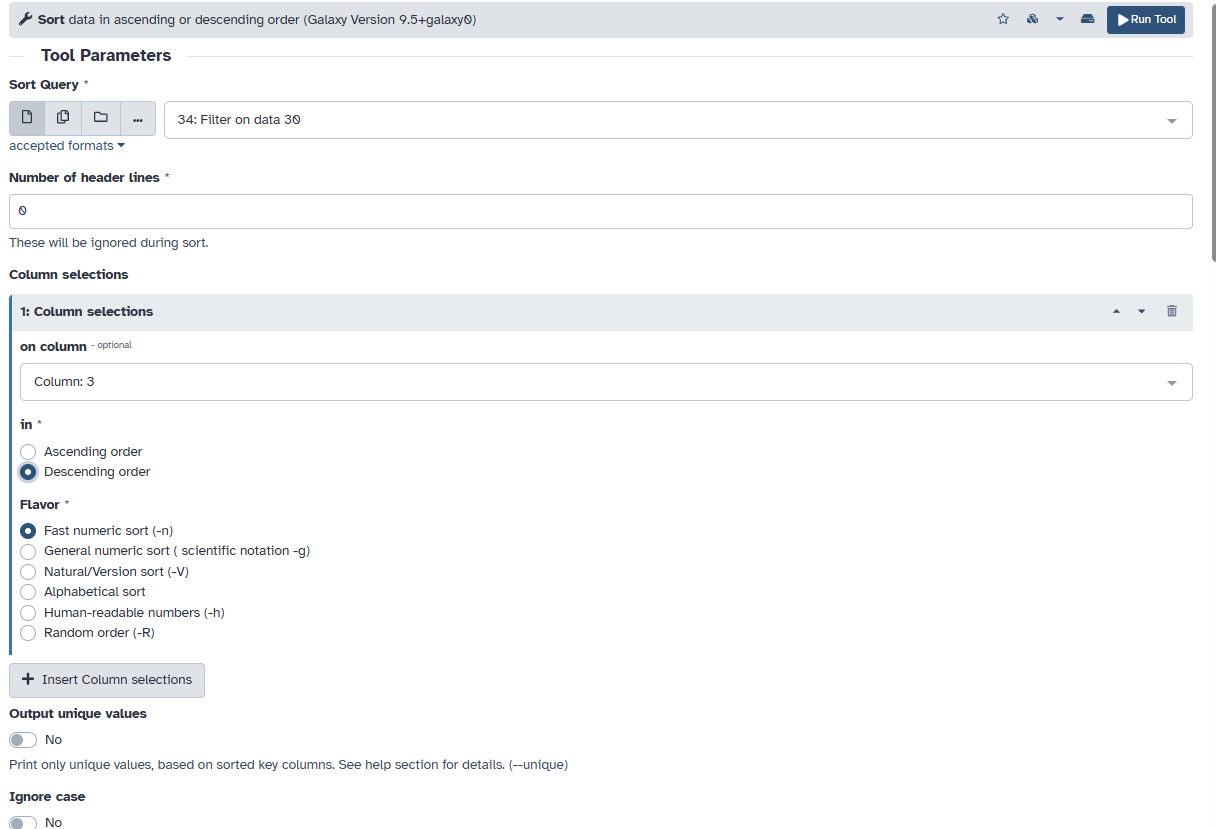 Sort data in ascending or descending order (Galaxy Version 9.5+galaxy0)
Run Tool
Tool Parameters
Sort Query *
...
34: Filter on data 30
accepted formats
Number of header lines *
0
These will be ignored during sort.
Column selections
1: Column selections
on column - optional
Column: 3
in *
Ascending order
Descending order
Flavor *
Fast numeric sort (-n)
General numeric sort ( scientific notation -g)
Natural/Version sort (-V)
Alphabetical sort
Human-readable numbers (-h)
Random order (-R)
+ Insert Column selections
Output unique values
No
Print only unique values, based on sorted key columns. See help section for details. (--unique)
Ignore case
No